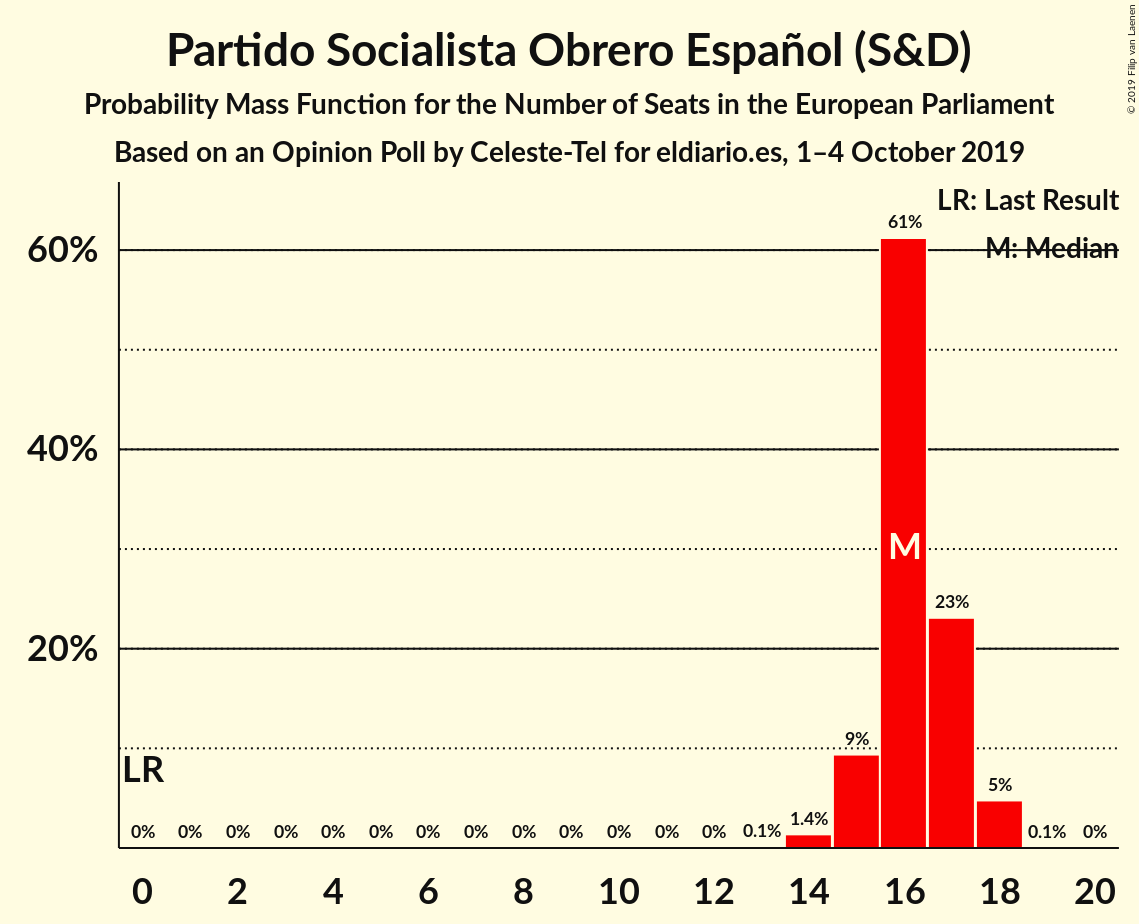 Partido Socialista Obrero Español (S&D)
Probability Mass Function for the Number of Seats in the European Parliament
Based on an Opinion Poll by Celeste-Tel for eldiario.es, 1–4 October 2019
© 2019 Filip van Laenen
LR: Last Result
M: Median
60%
40%
20%
61%
M
23%
9%
5%
LR
0% 0% 0% 0% 0% 0% 0% 0% 0% 0% 0% 0% 0% 0.1% 1.4% 0.1% 0%
0 2 4 6 8 10 12 14 16 18 20